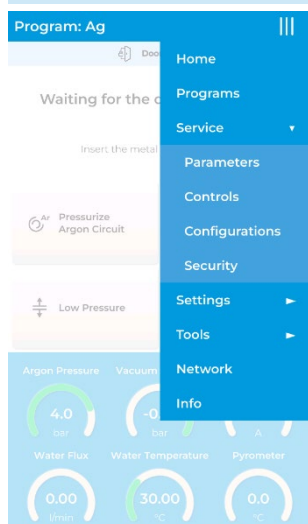 Program: Ag
Home
Programs
Service
Parameters
Controls
Configurations
Security
Settings
Tools
Network
Info
Waiting for the
Insert the metal
Ar
Pressurize
Argon Circuit
Low Pressure
Argon Pressure
Vacuum
4.0
bar
bar
A
Water Flux
Water Temperature
Pyrometer
0.00
l/min
30.00
°C
0.0
°C